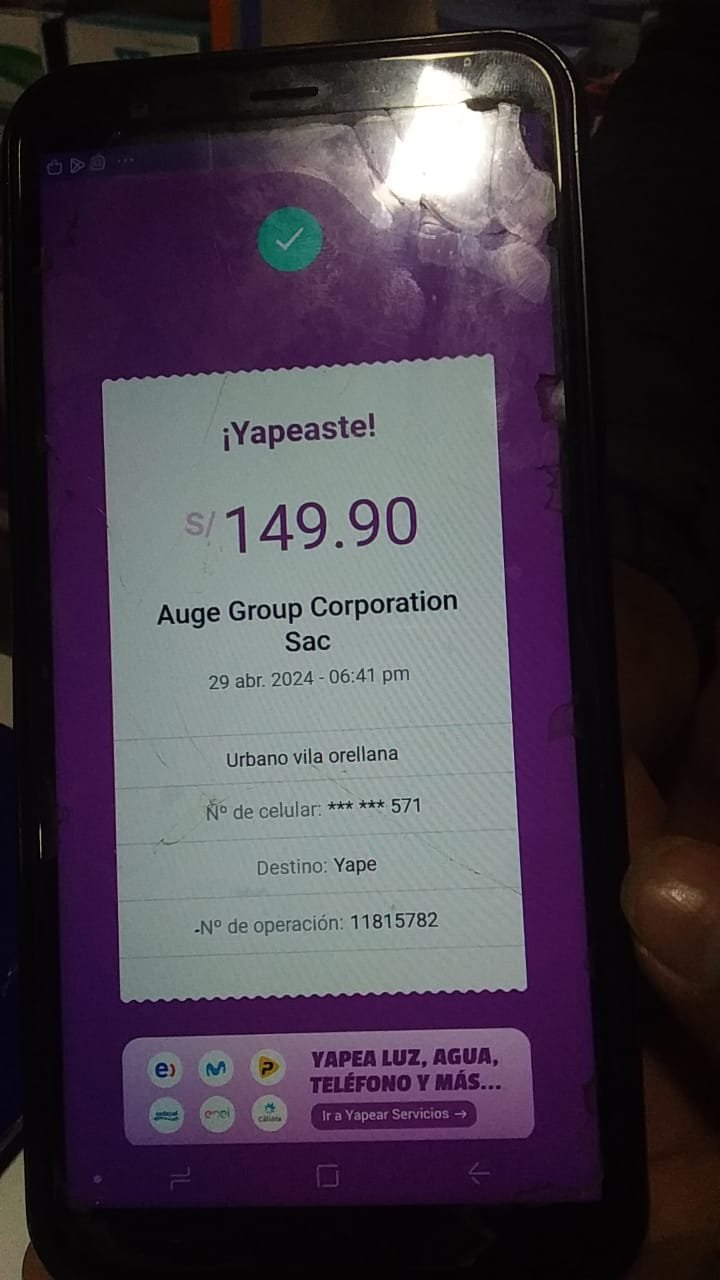 ¡Yapeaste!
S/ 149.90
Auge Group Corporation
Sac
29 abr. 2024 - 06:41 pm
Urbano vila orellana
Nº de celular: *** *** 571
Destino: Yape
-Nº de operación: 11815782
YAPEA LUZ, AGUA,
TELÉFONO Y MÁS...
Ir a Yapear Servicios →
e)
P
sedapal
enel
Cálidda